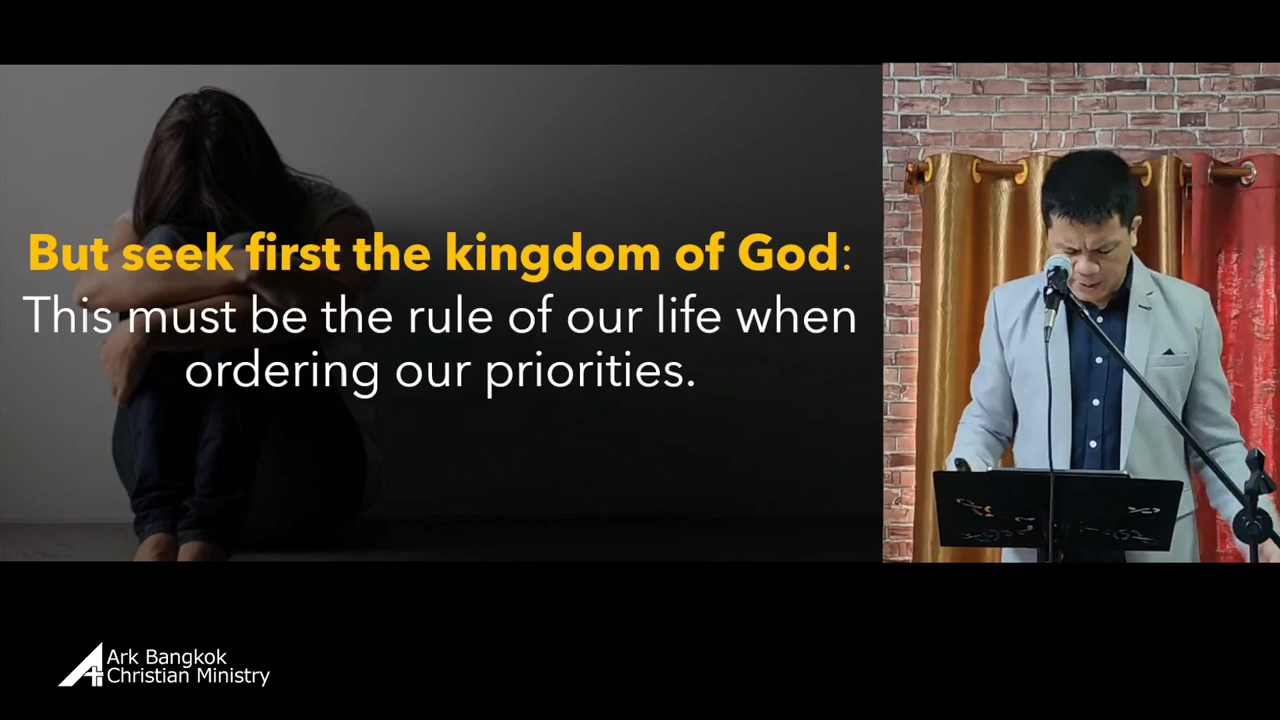 But seek first the kingdom of God:
This must be the rule of our life when
ordering our priorities.
Ark Bangkok
Christian Ministry